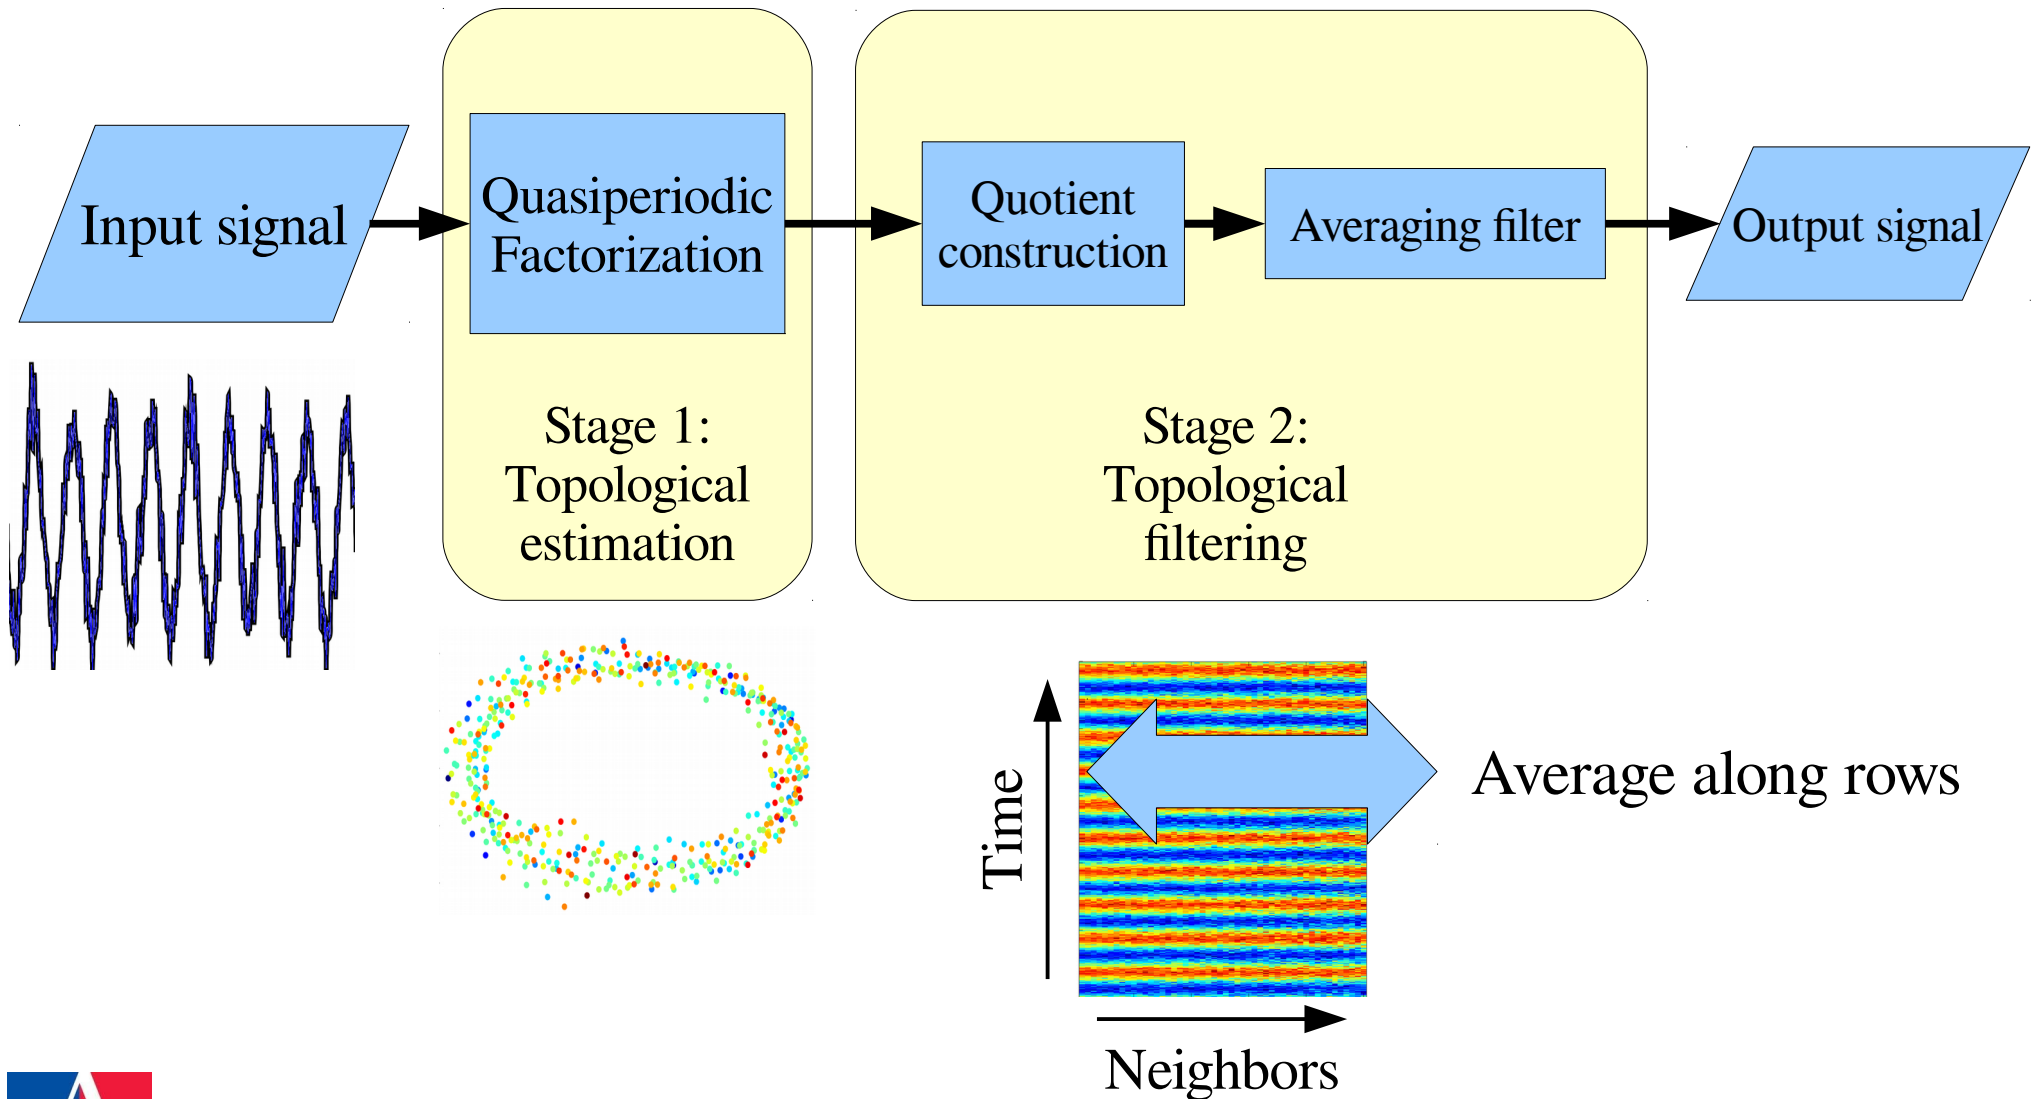 Input signal
Quasiperiodic
Factorization
Quotient
construction
Averaging filter
Output signal
Stage 1:
Topological
estimation
Stage 2:
Topological
filtering
Time
Average along rows
Neighbors